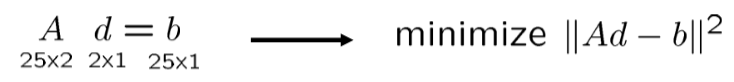 A d = b → minimize ||Ad − b||²
25x2 2x1 25x1